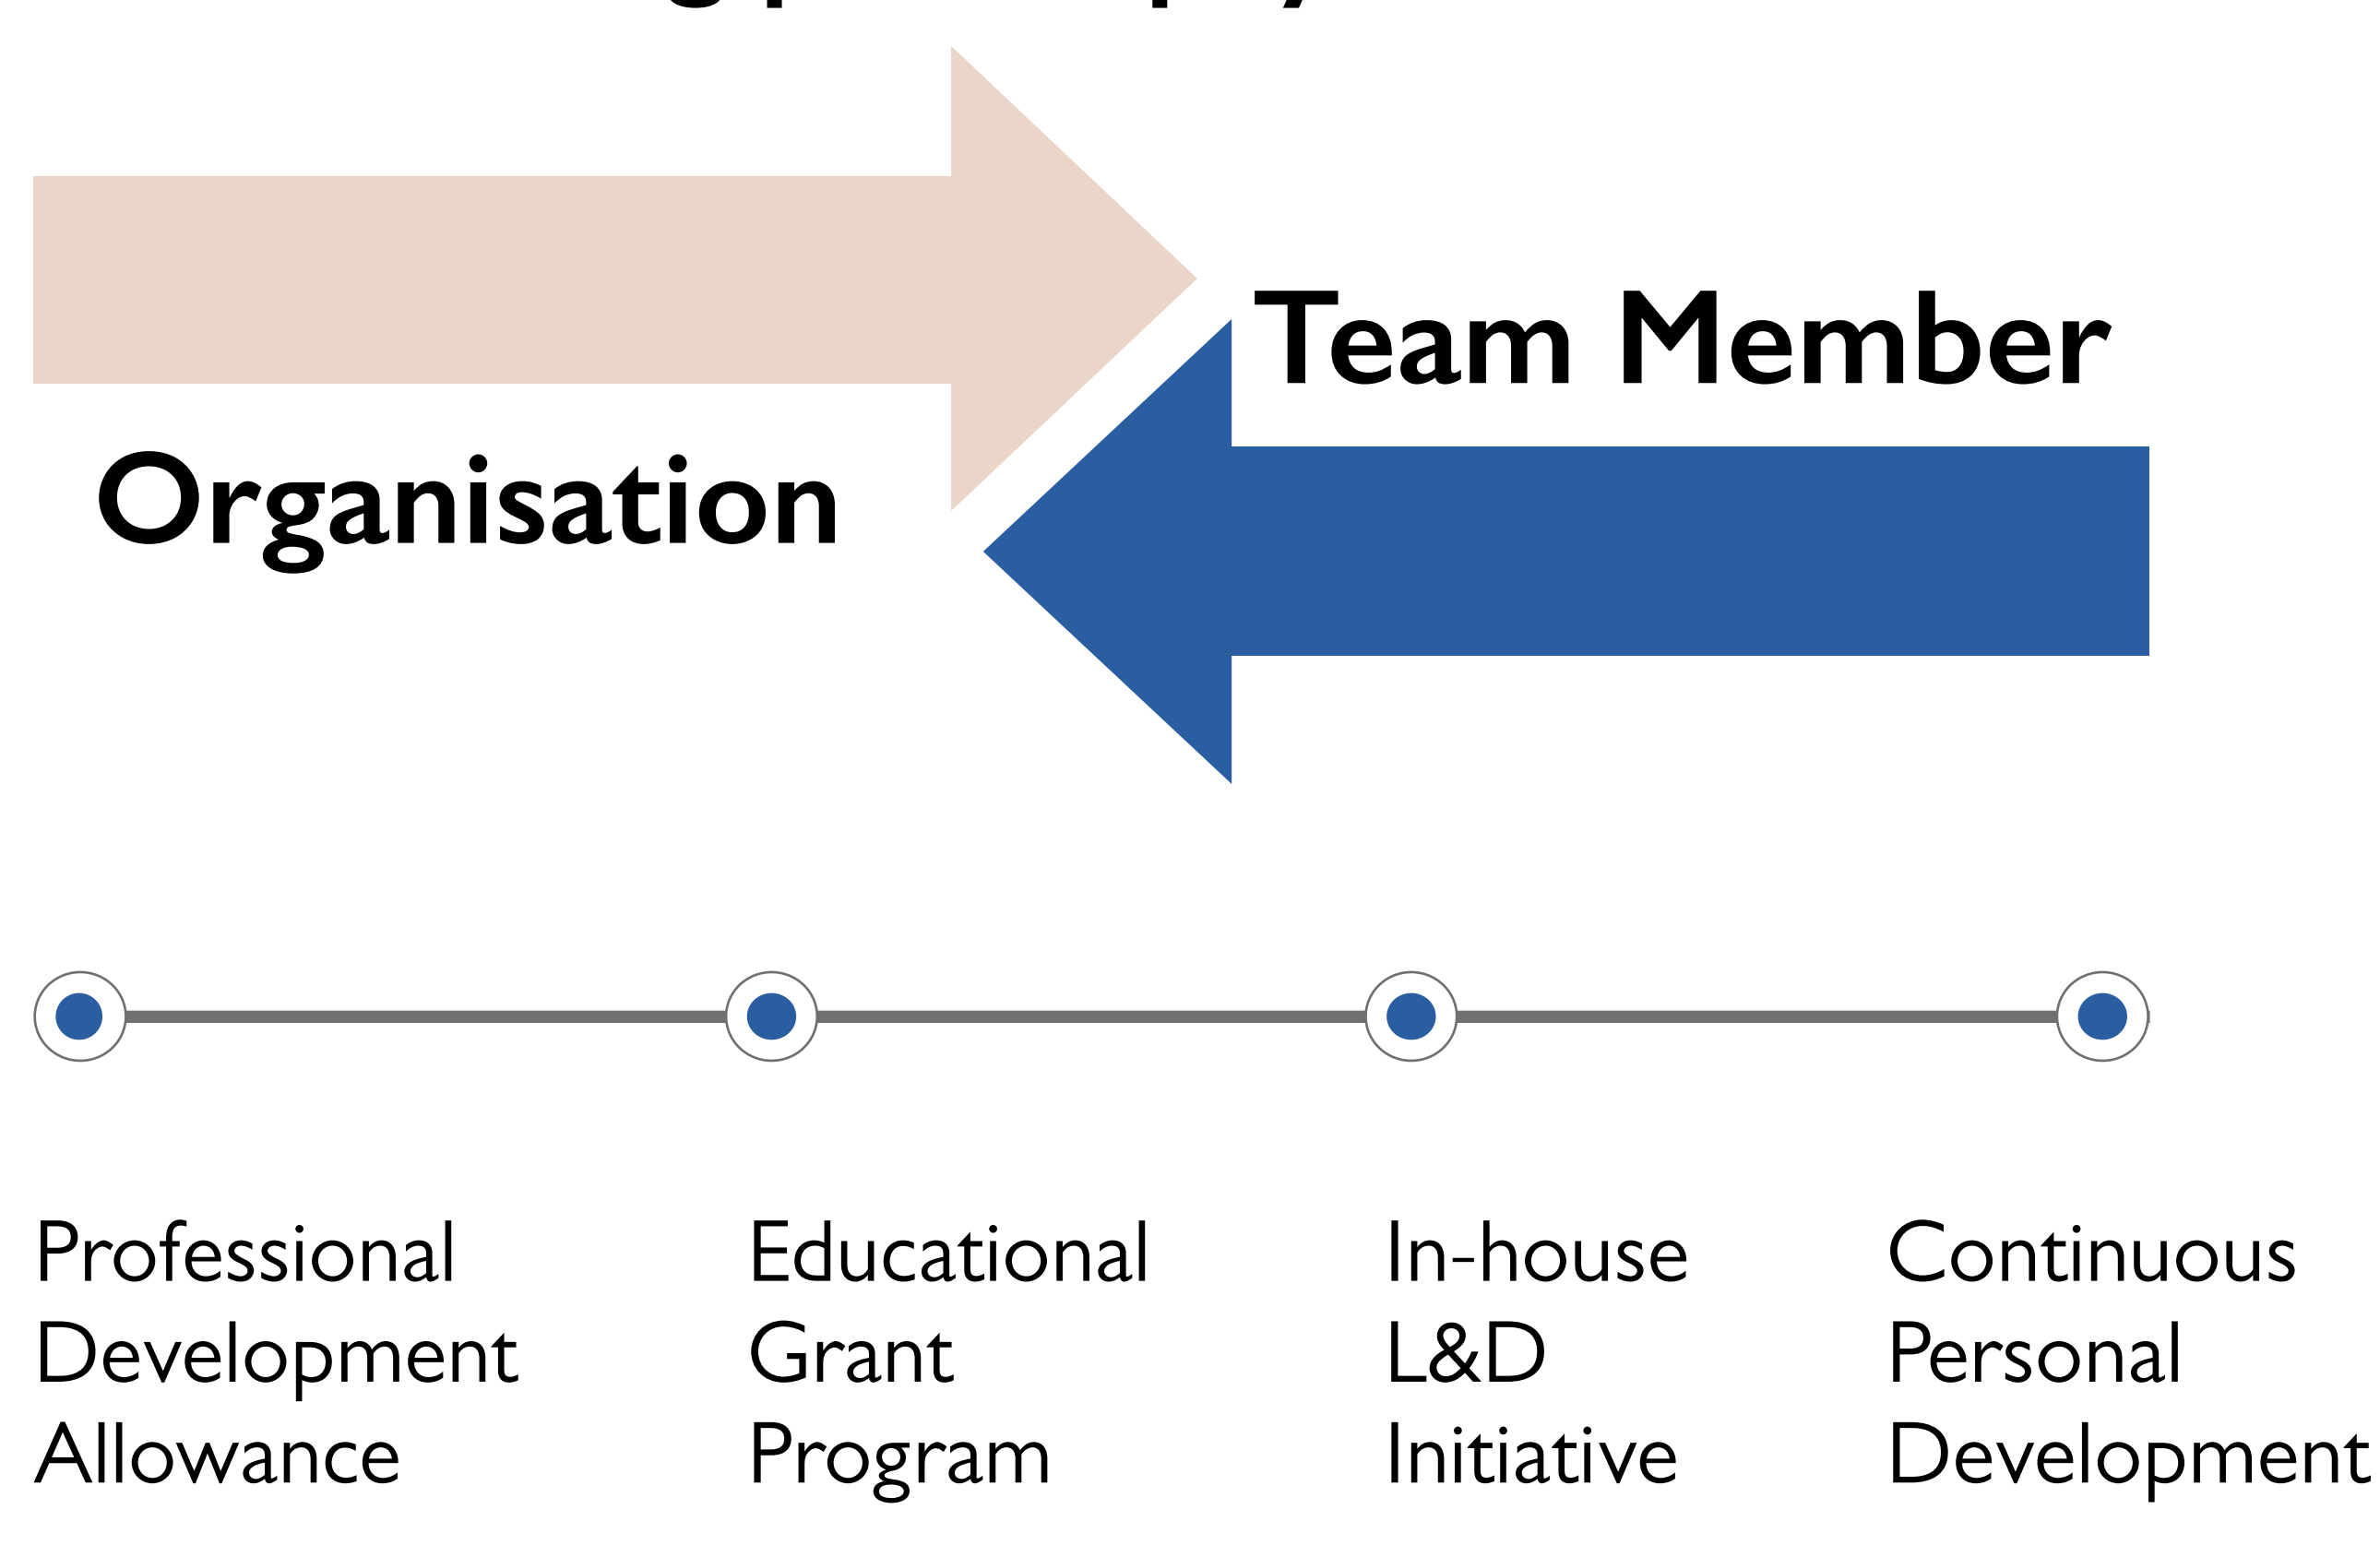 Team Member
Organisation
Professional
Development
Allowance
Educational
Grant
Program
In-house
L&D
Initiative
Continuous
Personal
Development